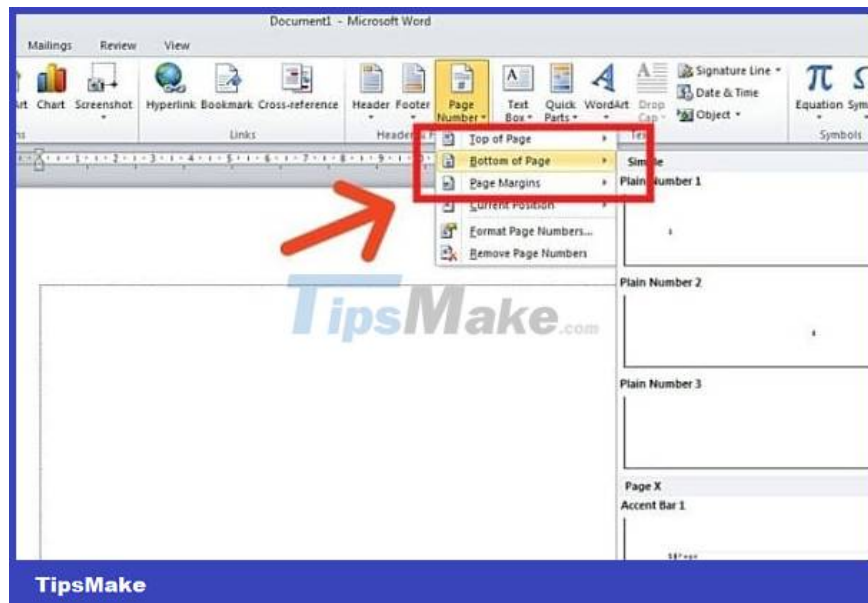 Document1 - Microsoft Word
Mailings Review View
Chart Screenshot Hyperlink Bookmark Cross-reference Header Footer Page Number Text Box Quick Parts WordArt Drop Cap Signature Line
Date & Time
Object
Equation
Links
Symbols
Top of Page
Bottom of Page
Page Margins
Current Position
Format Page Numbers...
Remove Page Numbers
Simple
Plain Number 1
Plain Number 2
Plain Number 3
Page X
Accent Bar 1
TipsMake.com
TipsMake